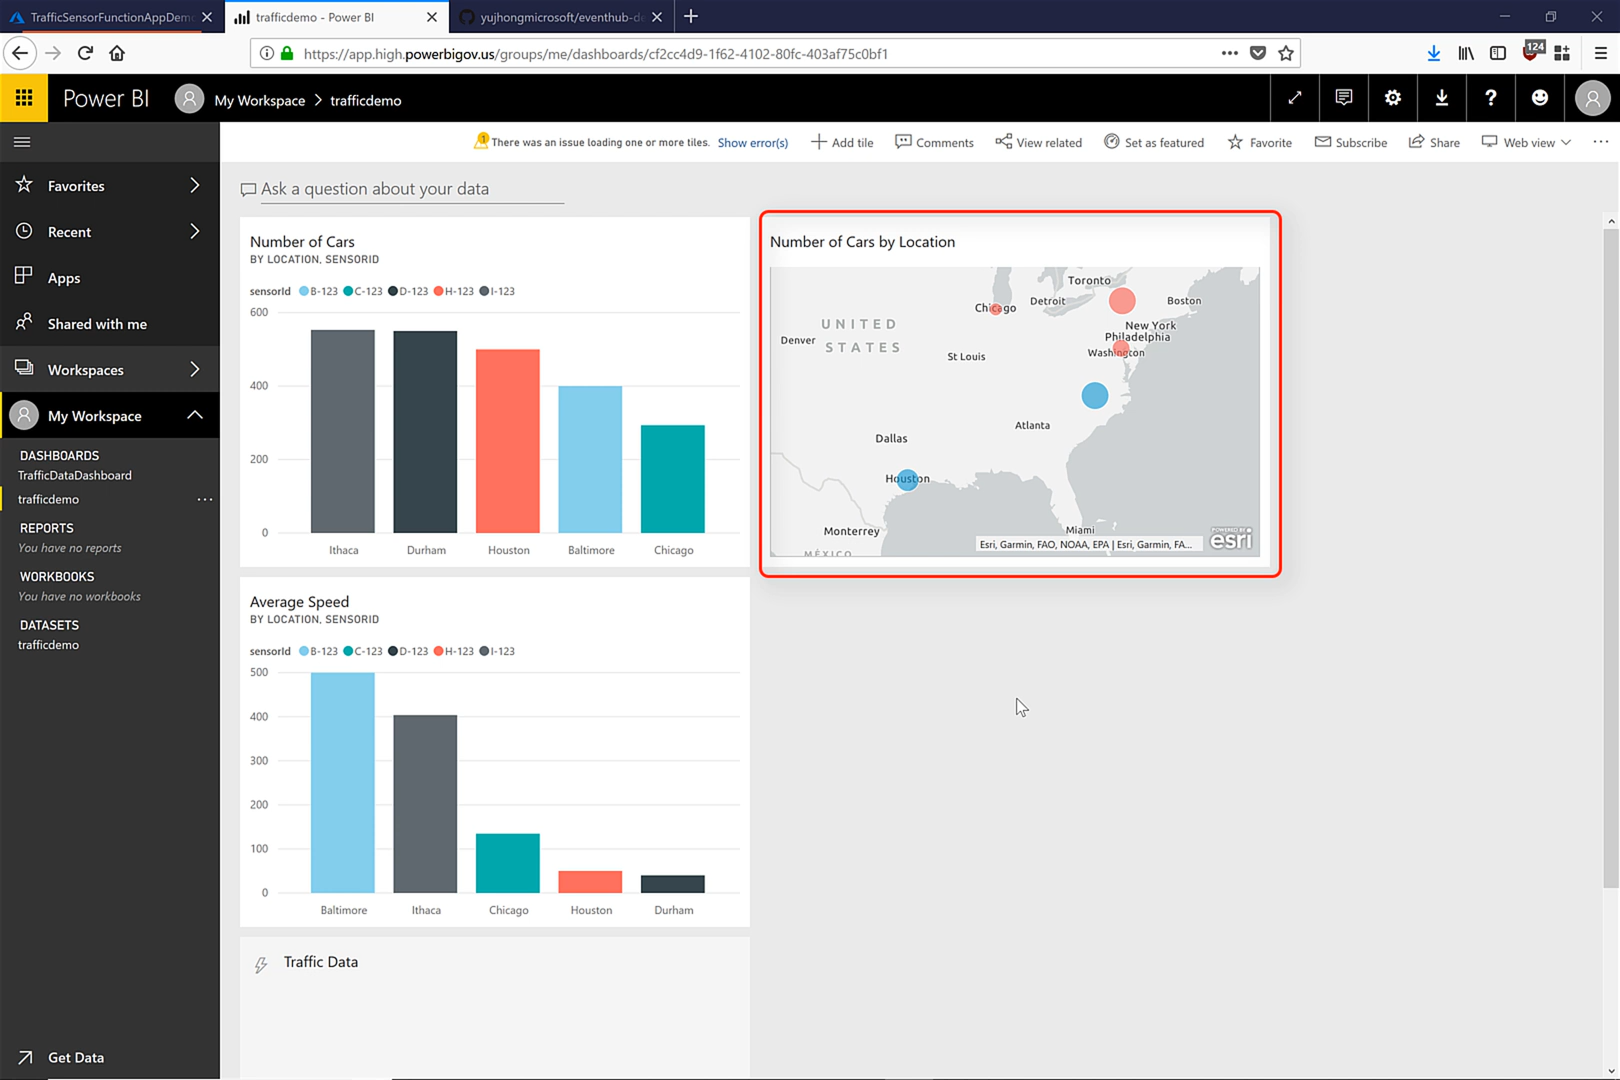 TrafficSensorFunctionAppDemo
trafficdemo - Power BI
yujhongmicrosoft/eventhub-de
https://app.high.powerbigov.us/groups/me/dashboards/cf2cc4d9-1f62-4102-80fc-403af75c0bf1
124
Power BI
My Workspace > trafficdemo
?
1
There was an issue loading one or more tiles. Show error(s)
Add tile
Comments
View related
Set as featured
Favorite
Subscribe
Share
Web view
Favorites
Recent
Apps
Shared with me
Workspaces
My Workspace
DASHBOARDS
TrafficDataDashboard
trafficdemo
REPORTS
You have no reports
WORKBOOKS
You have no workbooks
DATASETS
trafficdemo
Get Data
Ask a question about your data
Number of Cars
BY LOCATION, SENSORID
sensorId B-123 C-123 D-123 H-123 I-123
600
400
200
0
Ithaca Durham Houston Baltimore Chicago
Number of Cars by Location
Toronto
Chicago Detroit Boston
UNITED
STATES
New York
Philadelphia
Denver
Washington
St Louis
Atlanta
Dallas
Houston
Monterrey
Miami
MÉXICO
Esri, Garmin, FAO, NOAA, EPA | Esri, Garmin, FA...
POWERED BY
esri
Average Speed
BY LOCATION, SENSORID
sensorId B-123 C-123 D-123 H-123 I-123
500
400
300
200
100
0
Baltimore Ithaca Chicago Houston Durham
Traffic Data